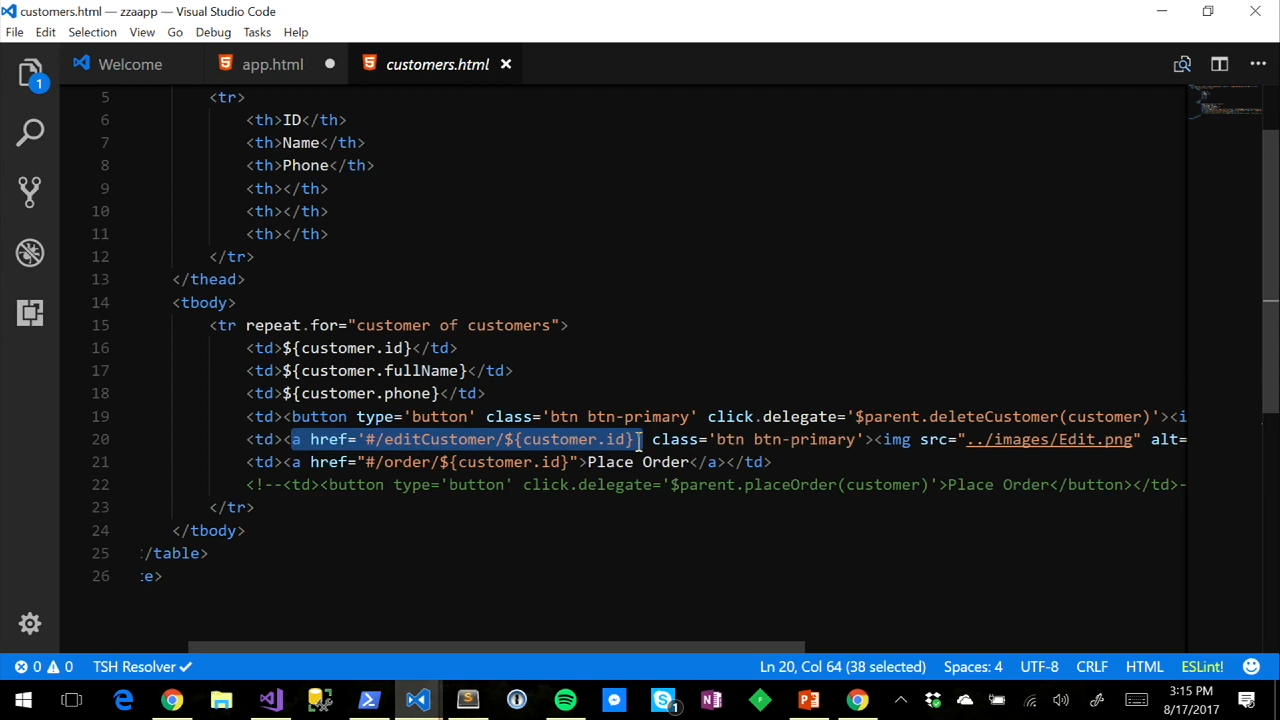 customers.html — zzaapp — Visual Studio Code
File Edit Selection View Go Debug Tasks Help
1
Welcome app.html customers.html
5 <tr>
6 <th>ID</th>
7 <th>Name</th>
8 <th>Phone</th>
9 <th></th>
10 <th></th>
11 <th></th>
12 </tr>
13 </thead>
14 <tbody>
15 <tr repeat.for="customer of customers">
16 <td>${customer.id}</td>
17 <td>${customer.fullName}</td>
18 <td>${customer.phone}</td>
19 <td><button type='button' class='btn btn-primary' click.delegate='$parent.deleteCustomer(customer)'><i
20 <td><a href='#/editCustomer/${customer.id}' class='btn btn-primary'><img src="../images/Edit.png" alt=
21 <td><a href="#/order/${customer.id}">Place Order</a></td>
22 <!--<td><button type='button' click.delegate='$parent.placeOrder(customer)'>Place Order</button></td>-
23 </tr>
24 </tbody>
25 /table>
26 te>
0 0 TSH Resolver Ln 20, Col 64 (38 selected) Spaces: 4 UTF-8 CRLF HTML ESLint!
1 3:15 PM
8/17/2017